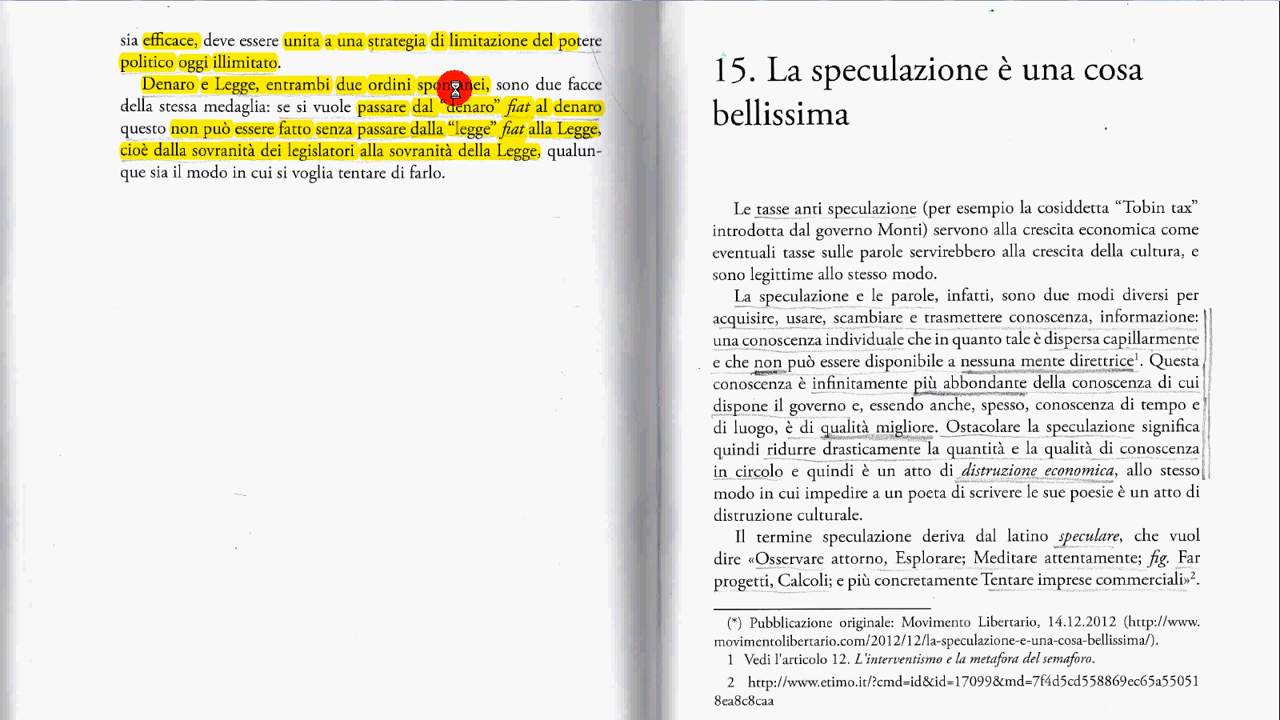 sia efficace, deve essere unita a una strategia di limitazione del potere
politico oggi illimitato.
Denaro e Legge, entrambi due ordini spontanei, sono due facce
della stessa medaglia: se si vuole passare dal “denaro” fiat al denaro
questo non può essere fatto senza passare dalla “legge” fiat alla Legge,
cioè dalla sovranità dei legislatori alla sovranità della Legge, qualun-
que sia il modo in cui si voglia tentare di farlo.
15. La speculazione è una cosa
bellissima
Le tasse anti speculazione (per esempio la cosiddetta “Tobin tax”
introdotta dal governo Monti) servono alla crescita economica come
eventuali tasse sulle parole servirebbero alla crescita della cultura, e
sono legittime allo stesso modo.
La speculazione e le parole, infatti, sono due modi diversi per
acquisire, usare, scambiare e trasmettere conoscenza, informazione:
una conoscenza individuale che in quanto tale è dispersa capillarmente
e che non può essere disponibile a nessuna mente direttrice1. Questa
conoscenza è infinitamente più abbondante della conoscenza di cui
dispone il governo e, essendo anche, spesso, conoscenza di tempo e
di luogo, è di qualità migliore. Ostacolare la speculazione significa
quindi ridurre drasticamente la quantità e la qualità di conoscenza
in circolo e quindi è un atto di distruzione economica, allo stesso
modo in cui impedire a un poeta di scrivere le sue poesie è un atto di
distruzione culturale.
Il termine speculazione deriva dal latino speculare, che vuol
dire «Osservare attorno, Esplorare; Meditare attentamente; fig. Far
progetti, Calcoli; e più concretamente Tentare imprese commerciali»2.
(*) Pubblicazione originale: Movimento Libertario, 14.12.2012 (http://www.
movimentolibertario.com/2012/12/la-speculazione-e-una-cosa-bellissima/).
1 Vedi l'articolo 12. L'interventismo e la metafora del semaforo.
2 http://www.etimo.it/?cmd=id&id=17099&md=7f4d5cd558869ec65a55051
8ea8c8caa